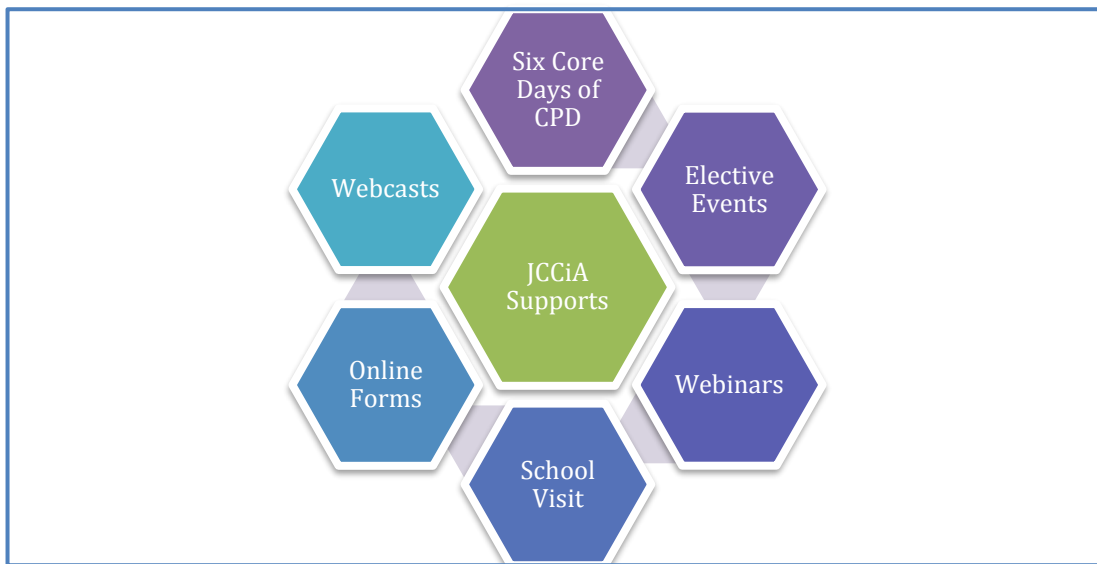 Six Core
Days of
CPD
Elective
Events
Webinars
School
Visit
Online
Forms
Webcasts
JCCiA
Supports